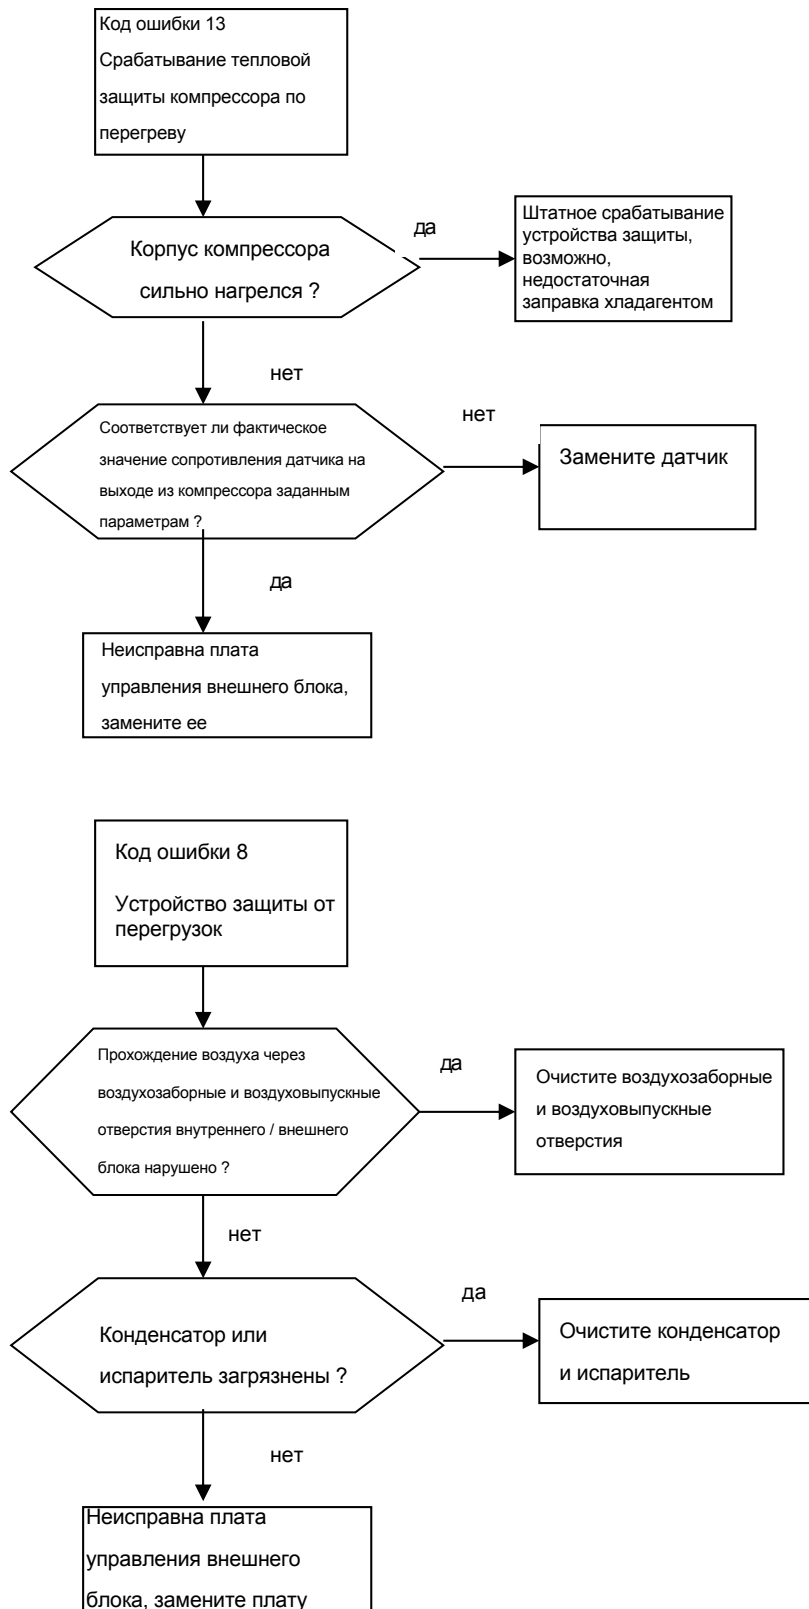 Код ошибки 13
Срабатывание тепловой
защиты компрессора по
перегреву
да
Корпус компрессора
сильно нагрелся ?
Штатное срабатывание
устройства защиты,
возможно,
недостаточная
заправка хладагентом
нет
Соответствует ли фактическое
значение сопротивления датчика на
выходе из компрессора заданным
параметрам ?
нет
Замените датчик
да
Неисправна плата
управления внешнего блока,
замените ее
Код ошибки 8
Устройство защиты от
перегрузок
Прохождение воздуха через
воздухозаборные и воздуховыпускные
отверстия внутреннего / внешнего
блока нарушено ?
да
Очистите воздухозаборные
и воздуховыпускные
отверстия
нет
Конденсатор или
испаритель загрязнены ?
да
Очистите конденсатор
и испаритель
нет
Неисправна плата
управления внешнего
блока, замените плату